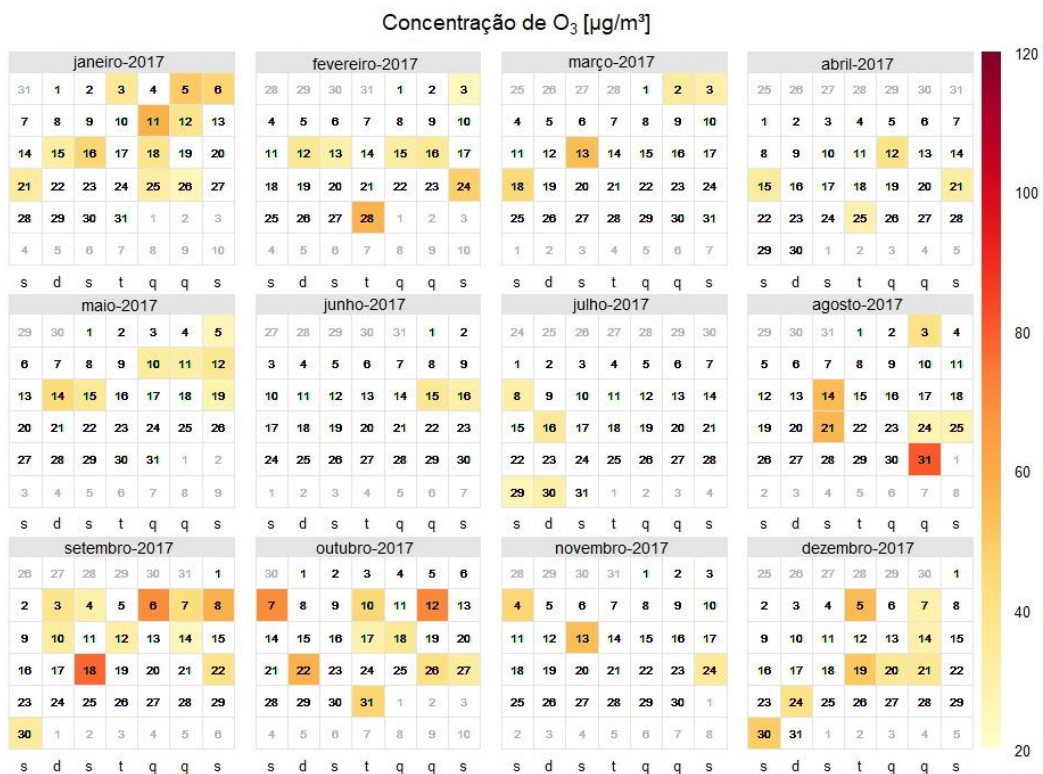 Concentração de O₃ [µg/m³]
janeiro-2017
31 1 2 3 4 5 6
7 8 9 10 11 12 13
14 15 16 17 18 19 20
21 22 23 24 25 26 27
28 29 30 31 1 2 3
4 5 6 7 8 9 10
s d s t q q s
fevereiro-2017
28 29 30 31 1 2 3
4 5 6 7 8 9 10
11 12 13 14 15 16 17
18 19 20 21 22 23 24
25 26 27 28 1 2 3
4 5 6 7 8 9 10
s d s t q q s
março-2017
25 26 27 28 1 2 3
4 5 6 7 8 9 10
11 12 13 14 15 16 17
18 19 20 21 22 23 24
25 26 27 28 29 30 31
1 2 3 4 5 6 7
s d s t q q s
abril-2017
25 26 27 28 29 30 31
1 2 3 4 5 6 7
8 9 10 11 12 13 14
15 16 17 18 19 20 21
22 23 24 25 26 27 28
29 30 1 2 3 4 5
s d s t q q s
maio-2017
29 30 1 2 3 4 5
6 7 8 9 10 11 12
13 14 15 16 17 18 19
20 21 22 23 24 25 26
27 28 29 30 31 1 2
3 4 5 6 7 8 9
s d s t q q s
junho-2017
27 28 29 30 31 1 2
3 4 5 6 7 8 9
10 11 12 13 14 15 16
17 18 19 20 21 22 23
24 25 26 27 28 29 30
1 2 3 4 5 6 7
s d s t q q s
julho-2017
24 25 26 27 28 29 30
1 2 3 4 5 6 7
8 9 10 11 12 13 14
15 16 17 18 19 20 21
22 23 24 25 26 27 28
29 30 31 1 2 3 4
s d s t q q s
agosto-2017
29 30 31 1 2 3 4
5 6 7 8 9 10 11
12 13 14 15 16 17 18
19 20 21 22 23 24 25
26 27 28 29 30 31 1
2 3 4 5 6 7 8
s d s t q q s
setembro-2017
26 27 28 29 30 31 1
2 3 4 5 6 7 8
9 10 11 12 13 14 15
16 17 18 19 20 21 22
23 24 25 26 27 28 29
30 1 2 3 4 5 6
s d s t q q s
outubro-2017
30 1 2 3 4 5 6
7 8 9 10 11 12 13
14 15 16 17 18 19 20
21 22 23 24 25 26 27
28 29 30 31 1 2 3
4 5 6 7 8 9 10
s d s t q q s
novembro-2017
28 29 30 31 1 2 3
4 5 6 7 8 9 10
11 12 13 14 15 16 17
18 19 20 21 22 23 24
25 26 27 28 29 30 1
2 3 4 5 6 7 8
s d s t q q s
dezembro-2017
25 26 27 28 29 30 1
2 3 4 5 6 7 8
9 10 11 12 13 14 15
16 17 18 19 20 21 22
23 24 25 26 27 28 29
30 31 1 2 3 4 5
s d s t q q s
120
100
80
60
40
20